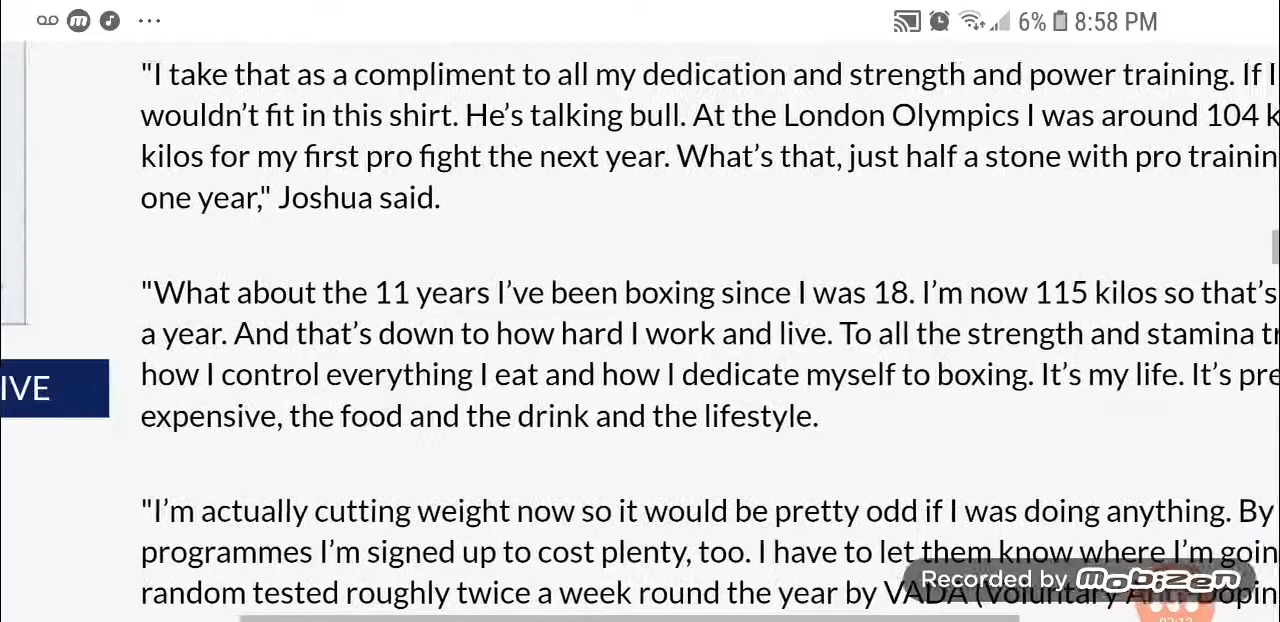 6% 8:58 PM
"I take that as a compliment to all my dedication and strength and power training. If I
wouldn't fit in this shirt. He's talking bull. At the London Olympics I was around 104 k
kilos for my first pro fight the next year. What's that, just half a stone with pro trainin
one year," Joshua said.
"What about the 11 years I've been boxing since I was 18. I'm now 115 kilos so that's
a year. And that's down to how hard I work and live. To all the strength and stamina tr
IVE
how I control everything I eat and how I dedicate myself to boxing. It's my life. It's pre
expensive, the food and the drink and the lifestyle.
"I'm actually cutting weight now so it would be pretty odd if I was doing anything. By
programmes I'm signed up to cost plenty, too. I have to let them know where I'm goin
Recorded by Mobizen
random tested roughly twice a week round the year by VADA (Voluntary Anti-Dopin